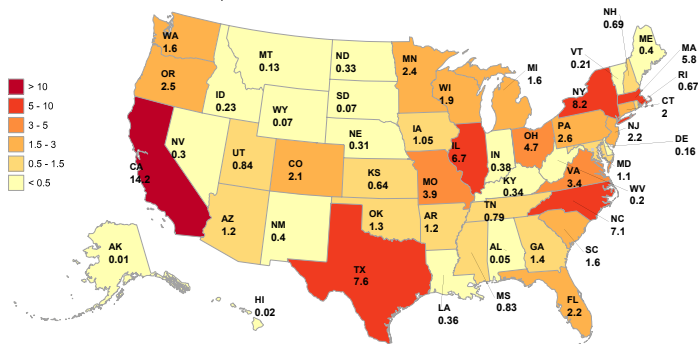 > 10
5 - 10
3 - 5
1.5 - 3
0.5 - 1.5
< 0.5
WA
1.6
OR
2.5
CA
14.2
NV
0.3
ID
0.23
MT
0.13
WY
0.07
UT
0.84
AZ
1.2
CO
2.1
NM
0.4
ND
0.33
SD
0.07
NE
0.31
KS
0.64
OK
1.3
TX
7.6
MN
2.4
IA
1.05
MO
3.9
AR
1.2
LA
0.36
WI
1.9
IL
6.7
MI
1.6
IN
0.38
OH
4.7
KY
0.34
TN
0.79
MS
0.83
AL
0.05
GA
1.4
FL
2.2
SC
1.6
NC
7.1
VA
3.4
WV
0.2
MD
1.1
DE
0.16
PA
2.6
NJ
2.2
NY
8.2
CT
2
RI
0.67
MA
5.8
VT
0.21
NH
0.69
ME
0.4
AK
0.01
HI
0.02